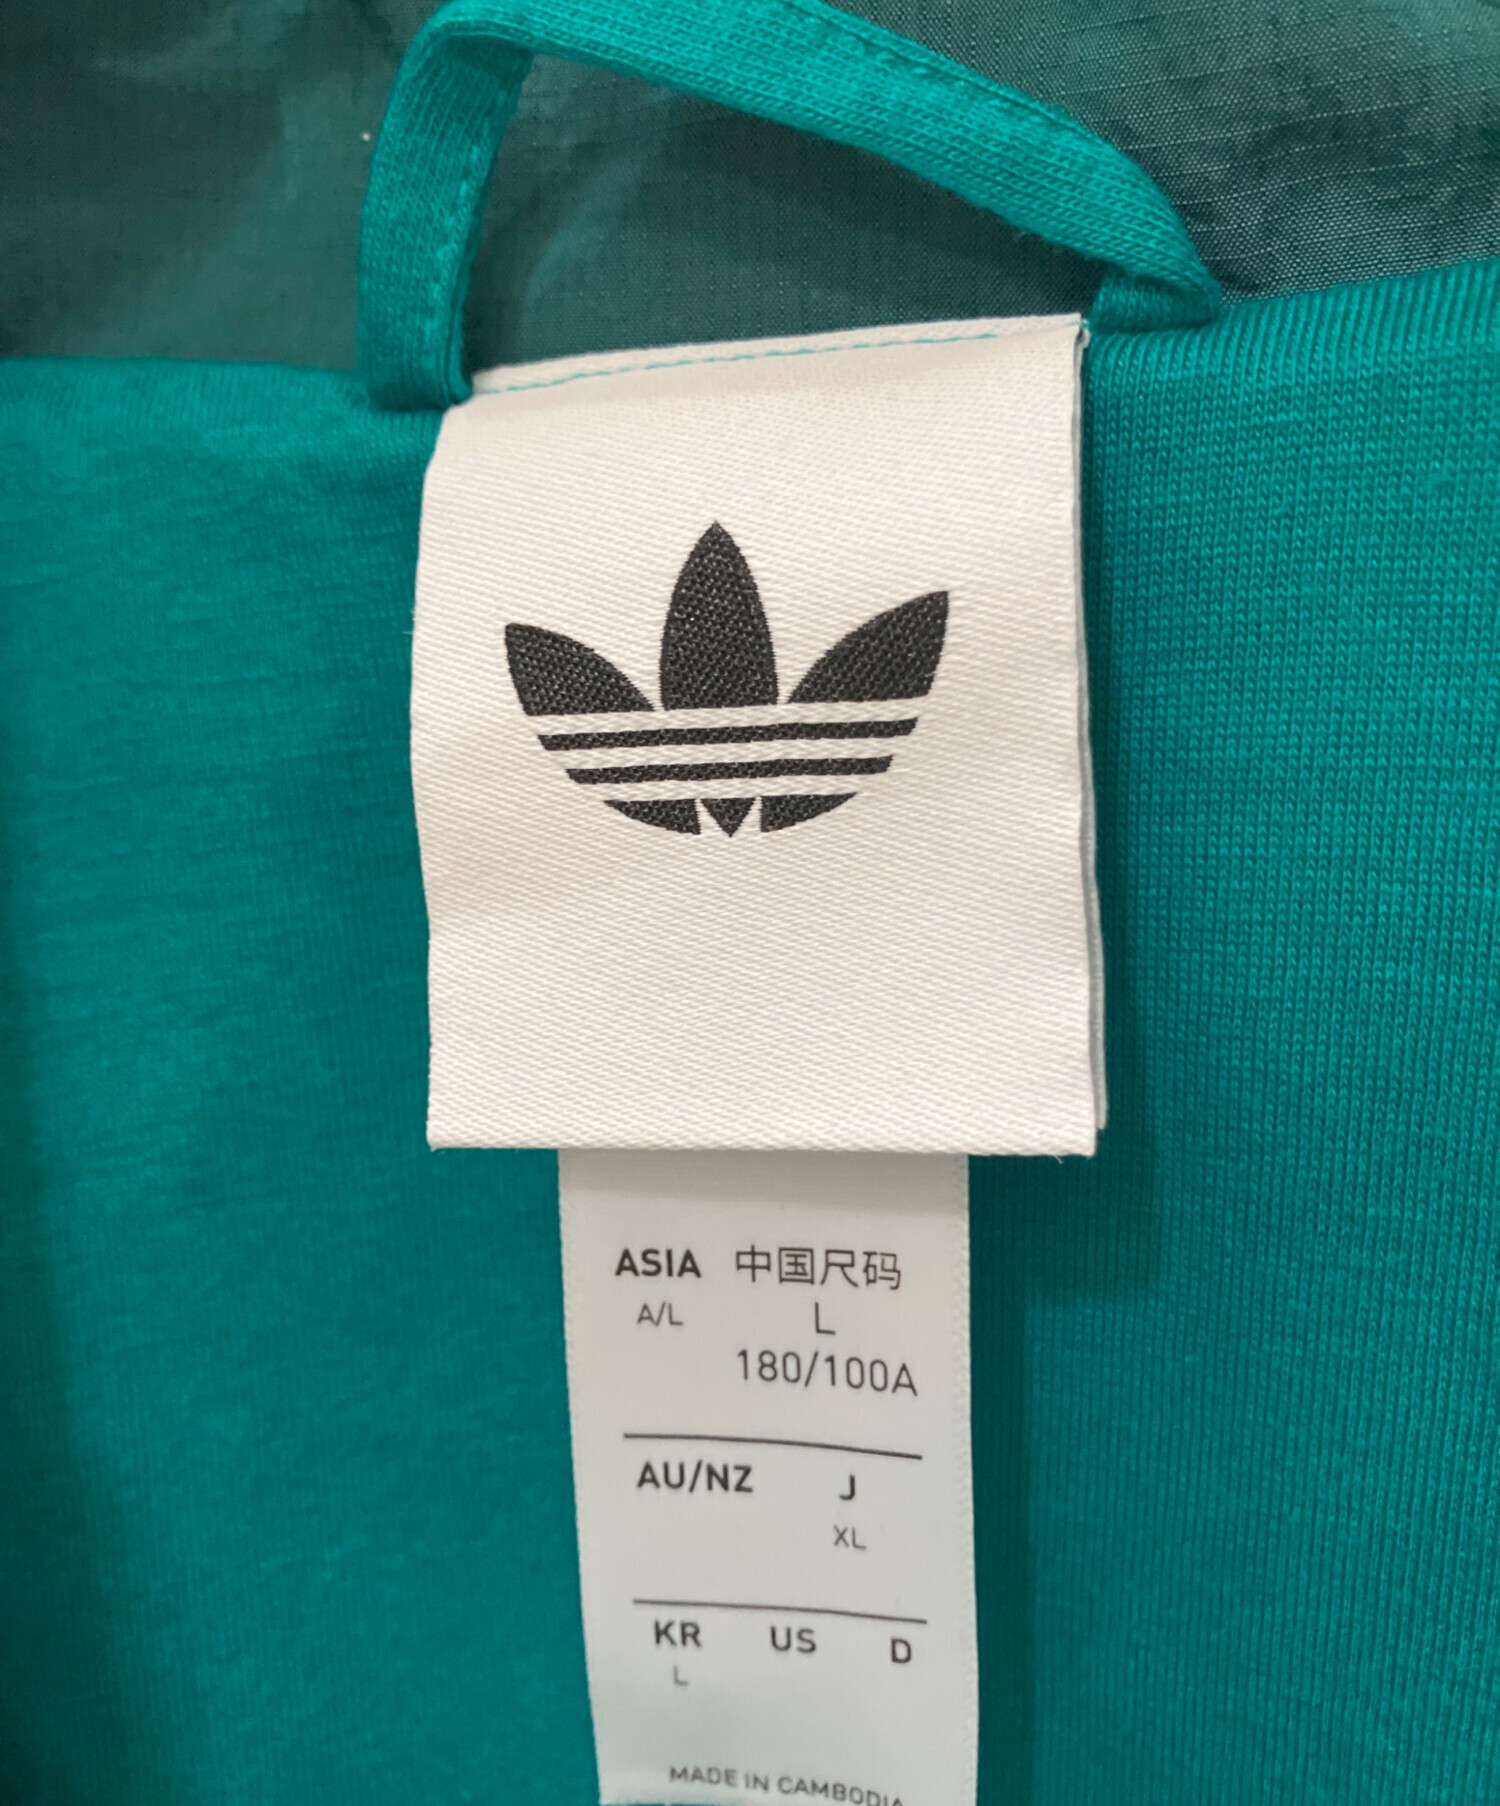 ASIA 中国尺码
A/L L
180/100A
AU/NZ J
XL
KR US D
L
MADE IN CAMBODIA